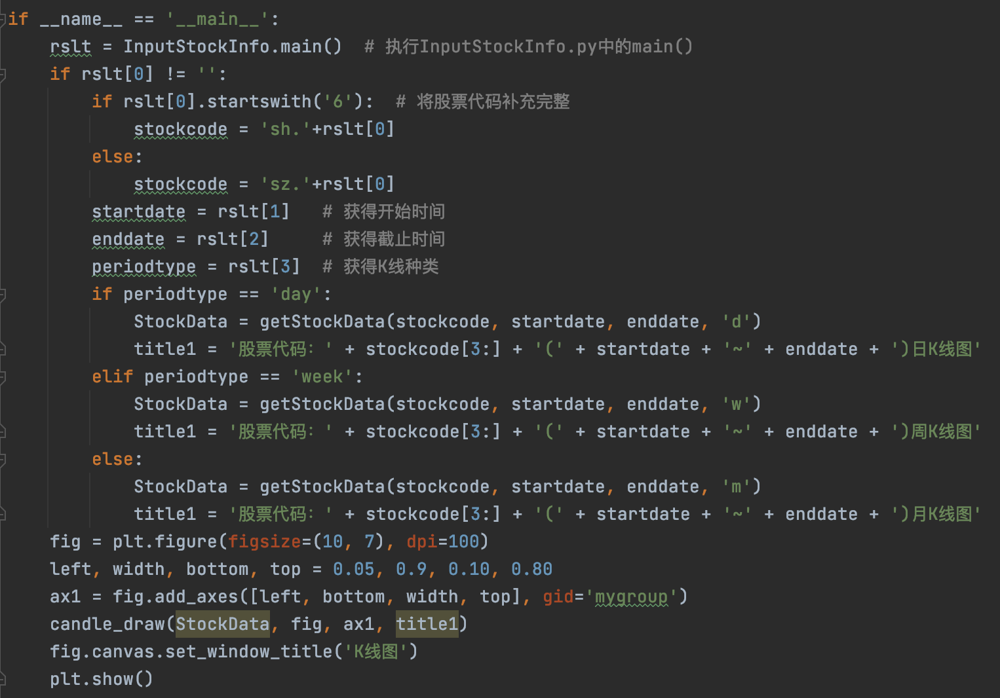 if __name__ == '__main__':
    rslt = InputStockInfo.main()  # 执行InputStockInfo.py中的main()
    if rslt[0] != '':
        if rslt[0].startswith('6'):  # 将股票代码补充完整
            stockcode = 'sh.'+rslt[0]
        else:
            stockcode = 'sz.'+rslt[0]
        startdate = rslt[1]   # 获得开始时间
        enddate = rslt[2]     # 获得截止时间
        periodtype = rslt[3]  # 获得K线种类
        if periodtype == 'day':
            StockData = getStockData(stockcode, startdate, enddate, 'd')
            title1 = '股票代码：' + stockcode[3:] + '(' + startdate + '~' + enddate + ')日K线图'
        elif periodtype == 'week':
            StockData = getStockData(stockcode, startdate, enddate, 'w')
            title1 = '股票代码：' + stockcode[3:] + '(' + startdate + '~' + enddate + ')周K线图'
        else:
            StockData = getStockData(stockcode, startdate, enddate, 'm')
            title1 = '股票代码：' + stockcode[3:] + '(' + startdate + '~' + enddate + ')月K线图'
    fig = plt.figure(figsize=(10, 7), dpi=100)
    left, width, bottom, top = 0.05, 0.9, 0.10, 0.80
    ax1 = fig.add_axes([left, bottom, width, top], gid='mygroup')
    candle_draw(StockData, fig, ax1, title1)
    fig.canvas.set_window_title('K线图')
    plt.show()